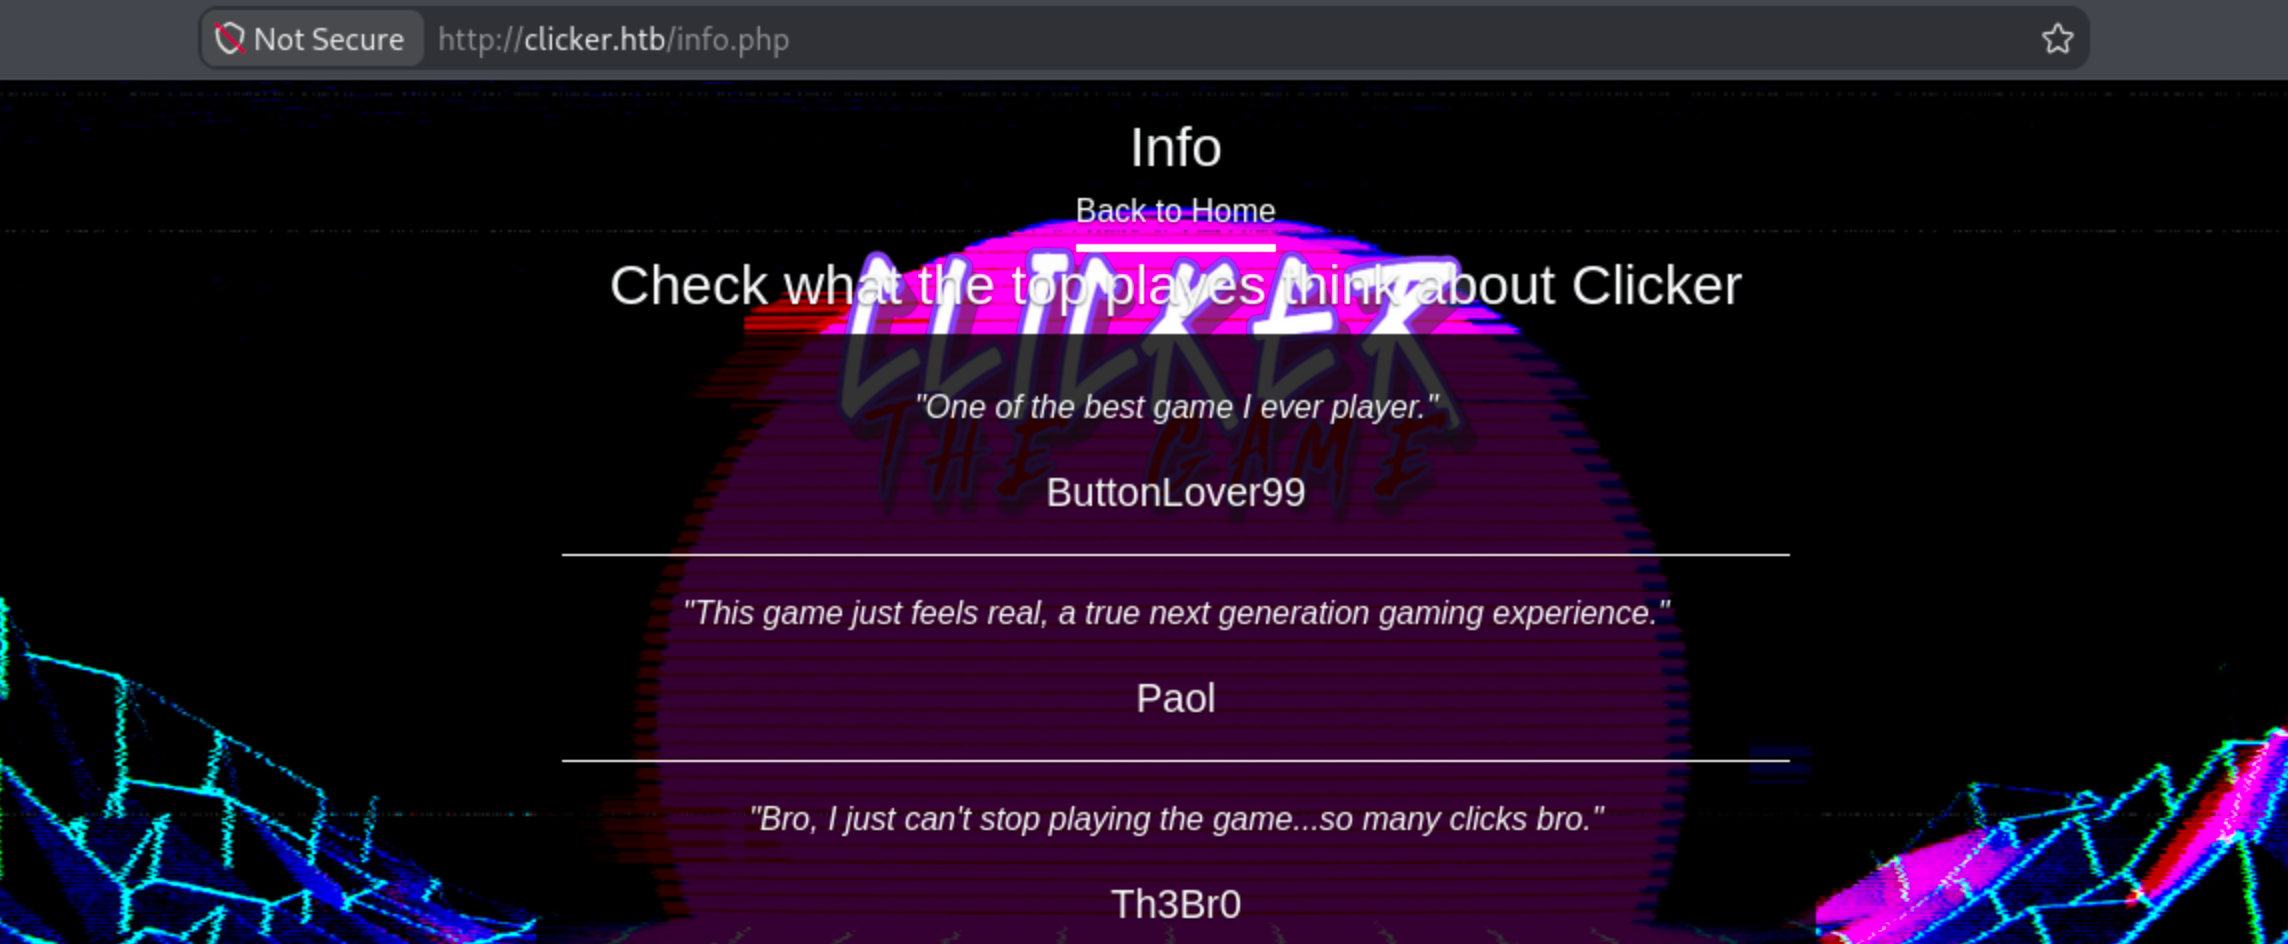 Not Secure http://clicker.htb/info.php
Info
Back to Home
Check what the top playes think about Clicker
CLICKER
THE GAME
"One of the best game I ever player."
ButtonLover99
"This game just feels real, a true next generation gaming experience."
Paol
"Bro, I just can't stop playing the game...so many clicks bro."
Th3Br0